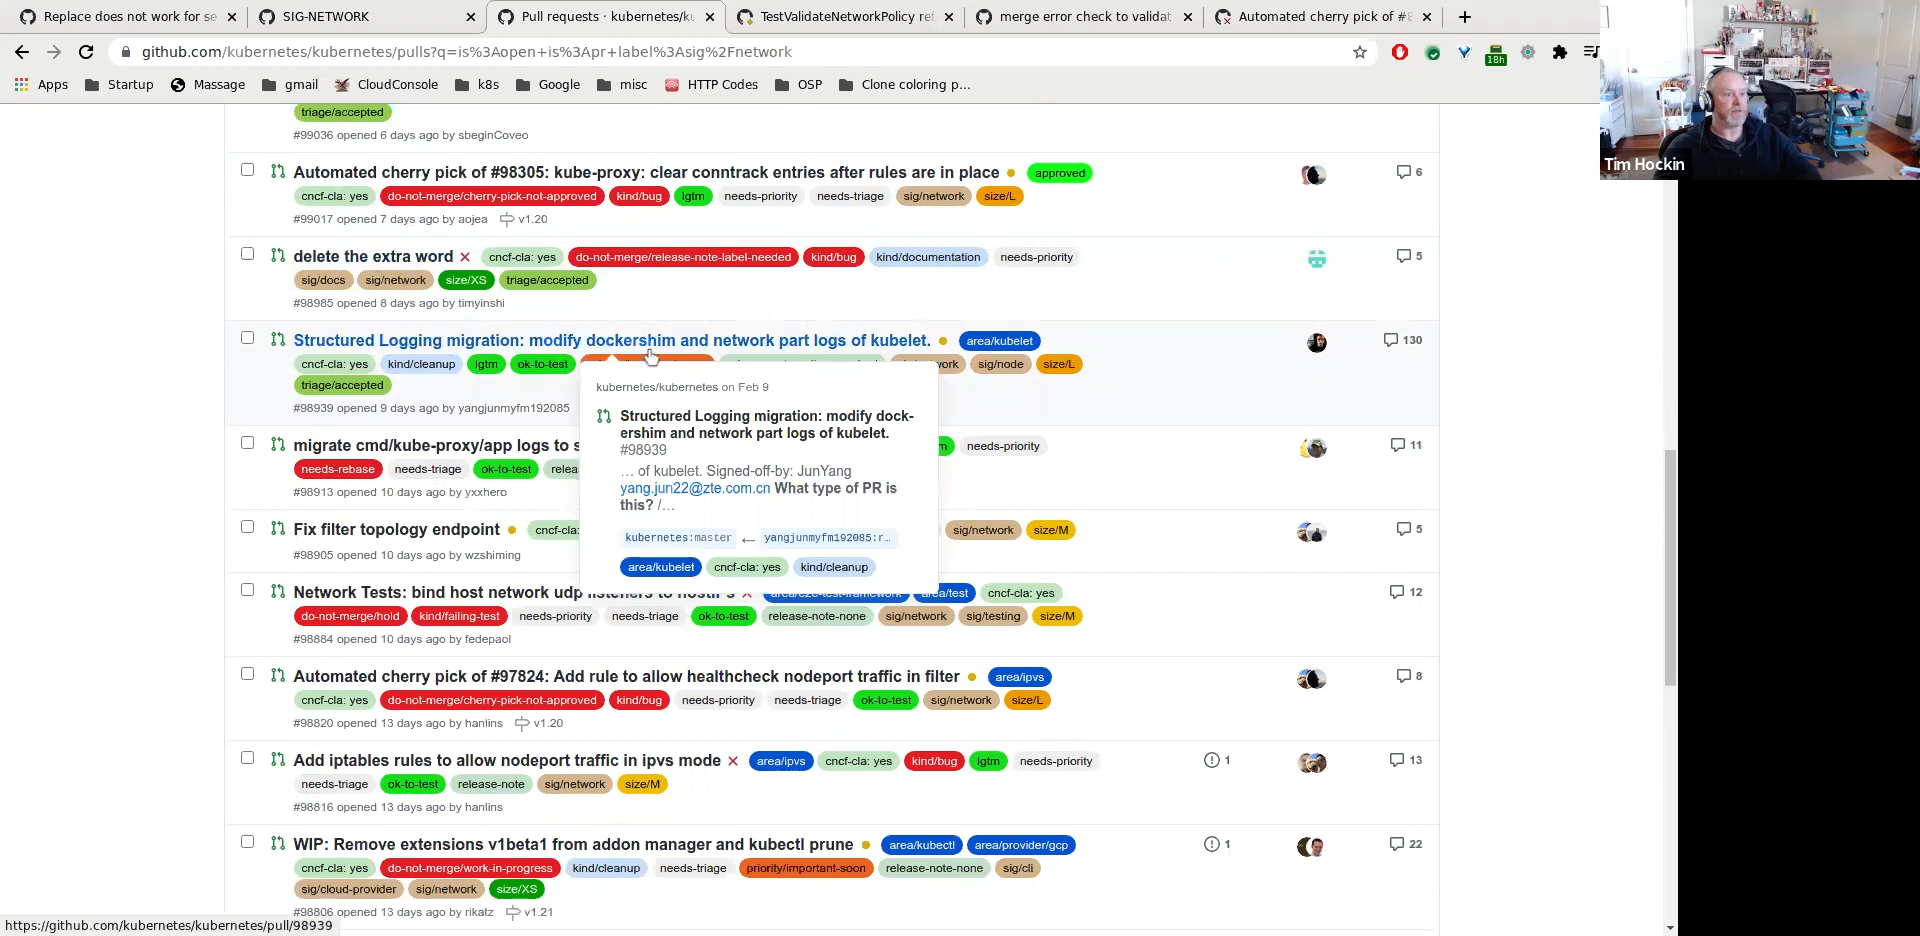 Replace does not work for se
SIG-NETWORK
Pull requests · kubernetes/ku
TestValidateNetworkPolicy ref
merge error check to validat
Automated cherry pick of #8
github.com/kubernetes/kubernetes/pulls?q=is%3Aopen+is%3Apr+label%3Asig%2Fnetwork
18h
Apps Startup Massage gmail CloudConsole k8s Google misc HTTP Codes OSP Clone coloring p...
Tim Hockin
triage/accepted
#99036 opened 6 days ago by sbeginCoveo
Automated cherry pick of #98305: kube-proxy: clear conntrack entries after rules are in place approved 6
cncf-cla: yes do-not-merge/cherry-pick-not-approved kind/bug lgtm needs-priority needs-triage sig/network size/L
#99017 opened 7 days ago by aojea v1.20
delete the extra word cncf-cla: yes do-not-merge/release-note-label-needed kind/bug kind/documentation needs-priority 5
sig/docs sig/network size/XS triage/accepted
#98985 opened 8 days ago by timyinshi
Structured Logging migration: modify dockershim and network part logs of kubelet. area/kubelet 130
cncf-cla: yes kind/cleanup lgtm ok-to-test work sig/node size/L
triage/accepted
#98939 opened 9 days ago by yangjunmyfm192085
kubernetes/kubernetes on Feb 9
Structured Logging migration: modify dock-
ershim and network part logs of kubelet.
#98939
... of kubelet. Signed-off-by: JunYang
yang.jun22@zte.com.cn What type of PR is
this? /...
kubernetes:master ← yangjunmyfm192085:r...
area/kubelet cncf-cla: yes kind/cleanup
migrate cmd/kube-proxy/app logs to s m needs-priority 11
needs-rebase needs-triage ok-to-test relea
#98913 opened 10 days ago by yxxhero
Fix filter topology endpoint cncf-cla: sig/network size/M 5
#98905 opened 10 days ago by wzshiming
Network Tests: bind host network udp listeners to hostIPs area/e2e-test-framework area/test cncf-cla: yes 12
do-not-merge/hold kind/failing-test needs-priority needs-triage ok-to-test release-note-none sig/network sig/testing size/M
#98884 opened 10 days ago by fedepaol
Automated cherry pick of #97824: Add rule to allow healthcheck nodeport traffic in filter area/ipvs 8
cncf-cla: yes do-not-merge/cherry-pick-not-approved kind/bug needs-priority needs-triage ok-to-test sig/network size/L
#98820 opened 13 days ago by hanlins v1.20
Add iptables rules to allow nodeport traffic in ipvs mode area/ipvs cncf-cla: yes kind/bug lgtm needs-priority 1 13
needs-triage ok-to-test release-note sig/network size/M
#98816 opened 13 days ago by hanlins
WIP: Remove extensions v1beta1 from addon manager and kubectl prune area/kubectl area/provider/gcp 1 22
cncf-cla: yes do-not-merge/work-in-progress kind/cleanup needs-triage priority/important-soon release-note-none sig/cli
sig/cloud-provider sig/network size/XS
#98806 opened 13 days ago by rikatz v1.21
https://github.com/kubernetes/kubernetes/pull/98939